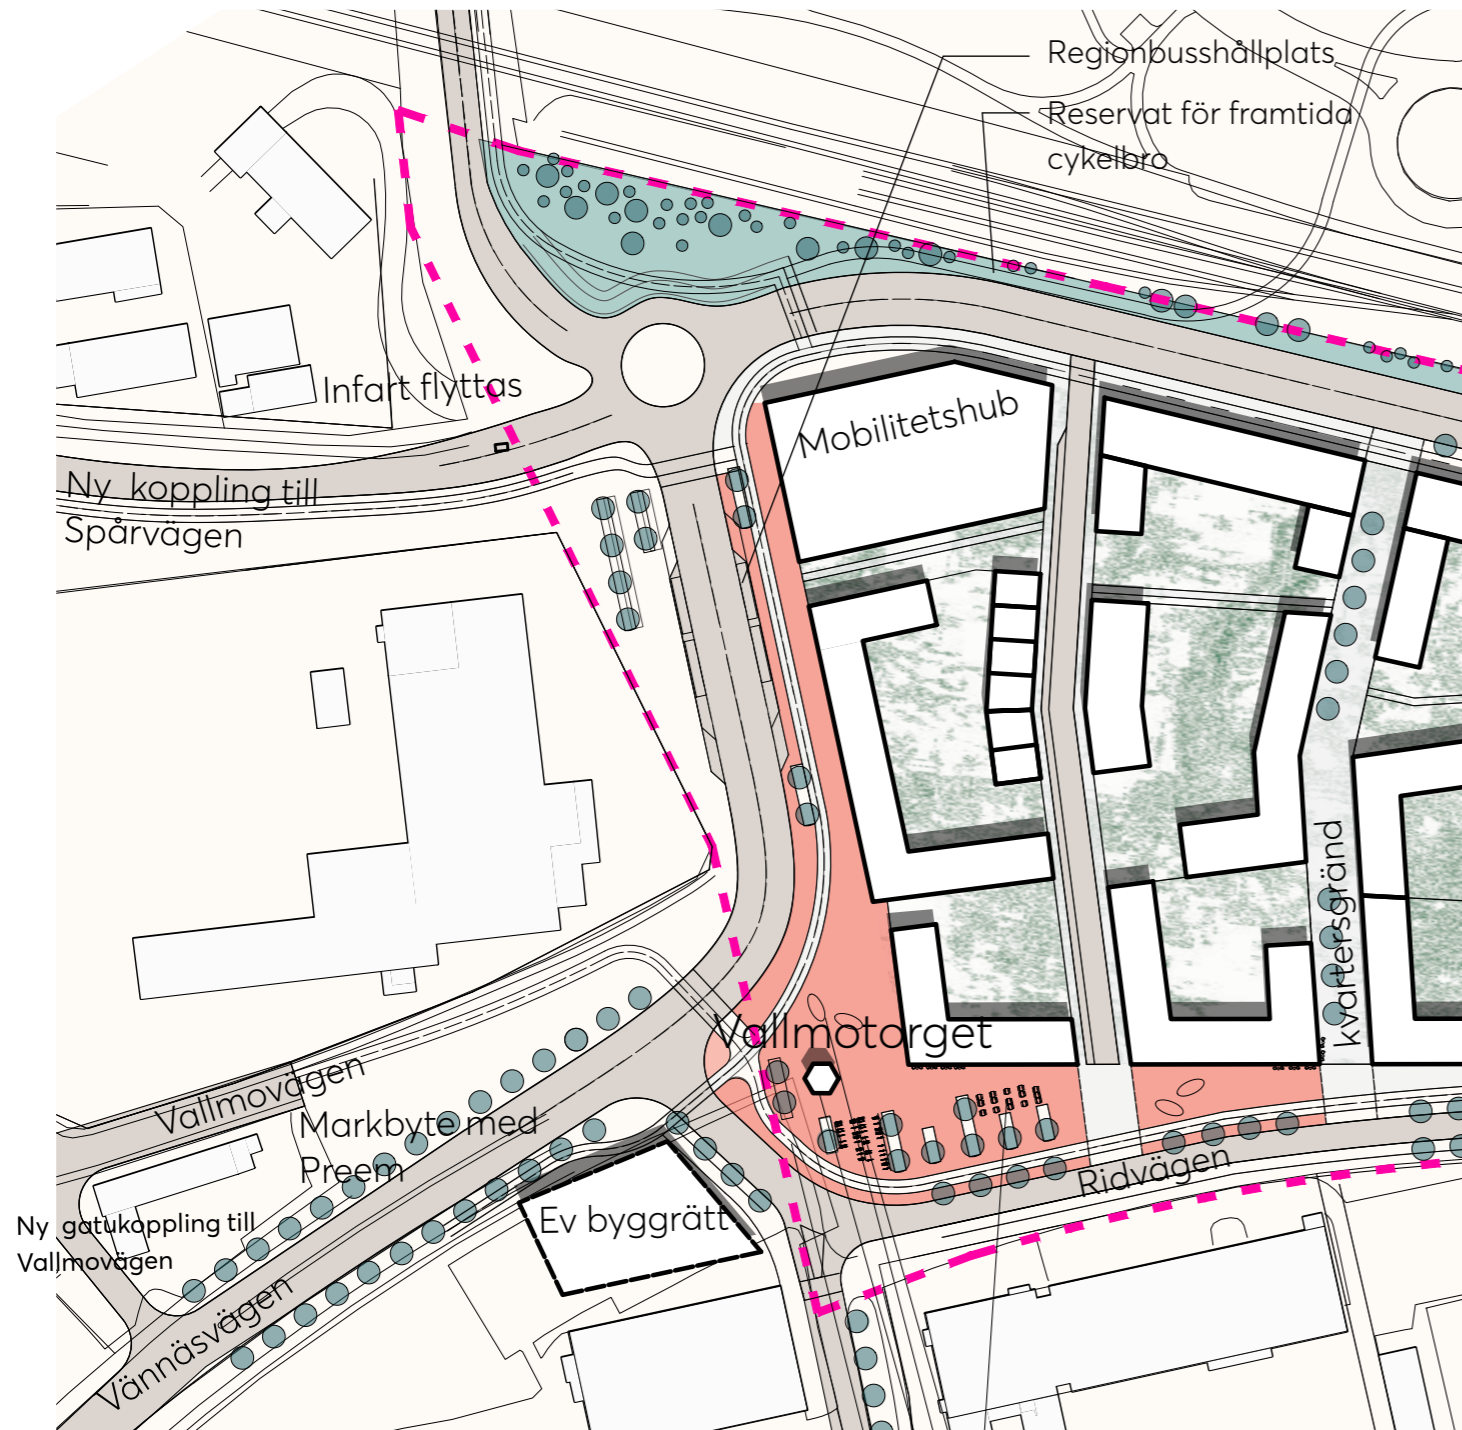 Regionbusshållplats
Reservat för framtida
cykelbro
Infart flyttas
Mobilitetshub
Ny koppling till
Spårvägen
kvartersgränd
Vallmotorget
Vallmovägen
Markbyte med
Preem
Ridvägen
Ev byggrätt
Ny gatukoppling till
Vallmovägen
Vännäsvägen